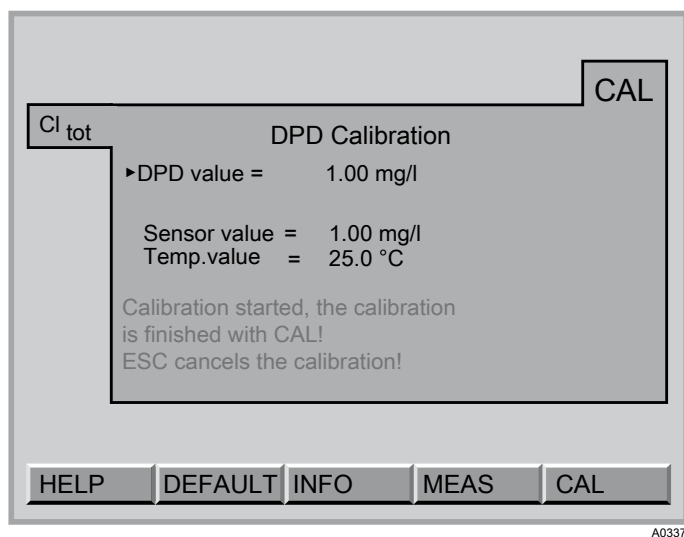 CAL
Cl tot
DPD Calibration
▸DPD value = 1.00 mg/l
Sensor value = 1.00 mg/l
Temp.value = 25.0 °C
Calibration started, the calibration
is finished with CAL!
ESC cancels the calibration!
HELP DEFAULT INFO MEAS CAL
A0337